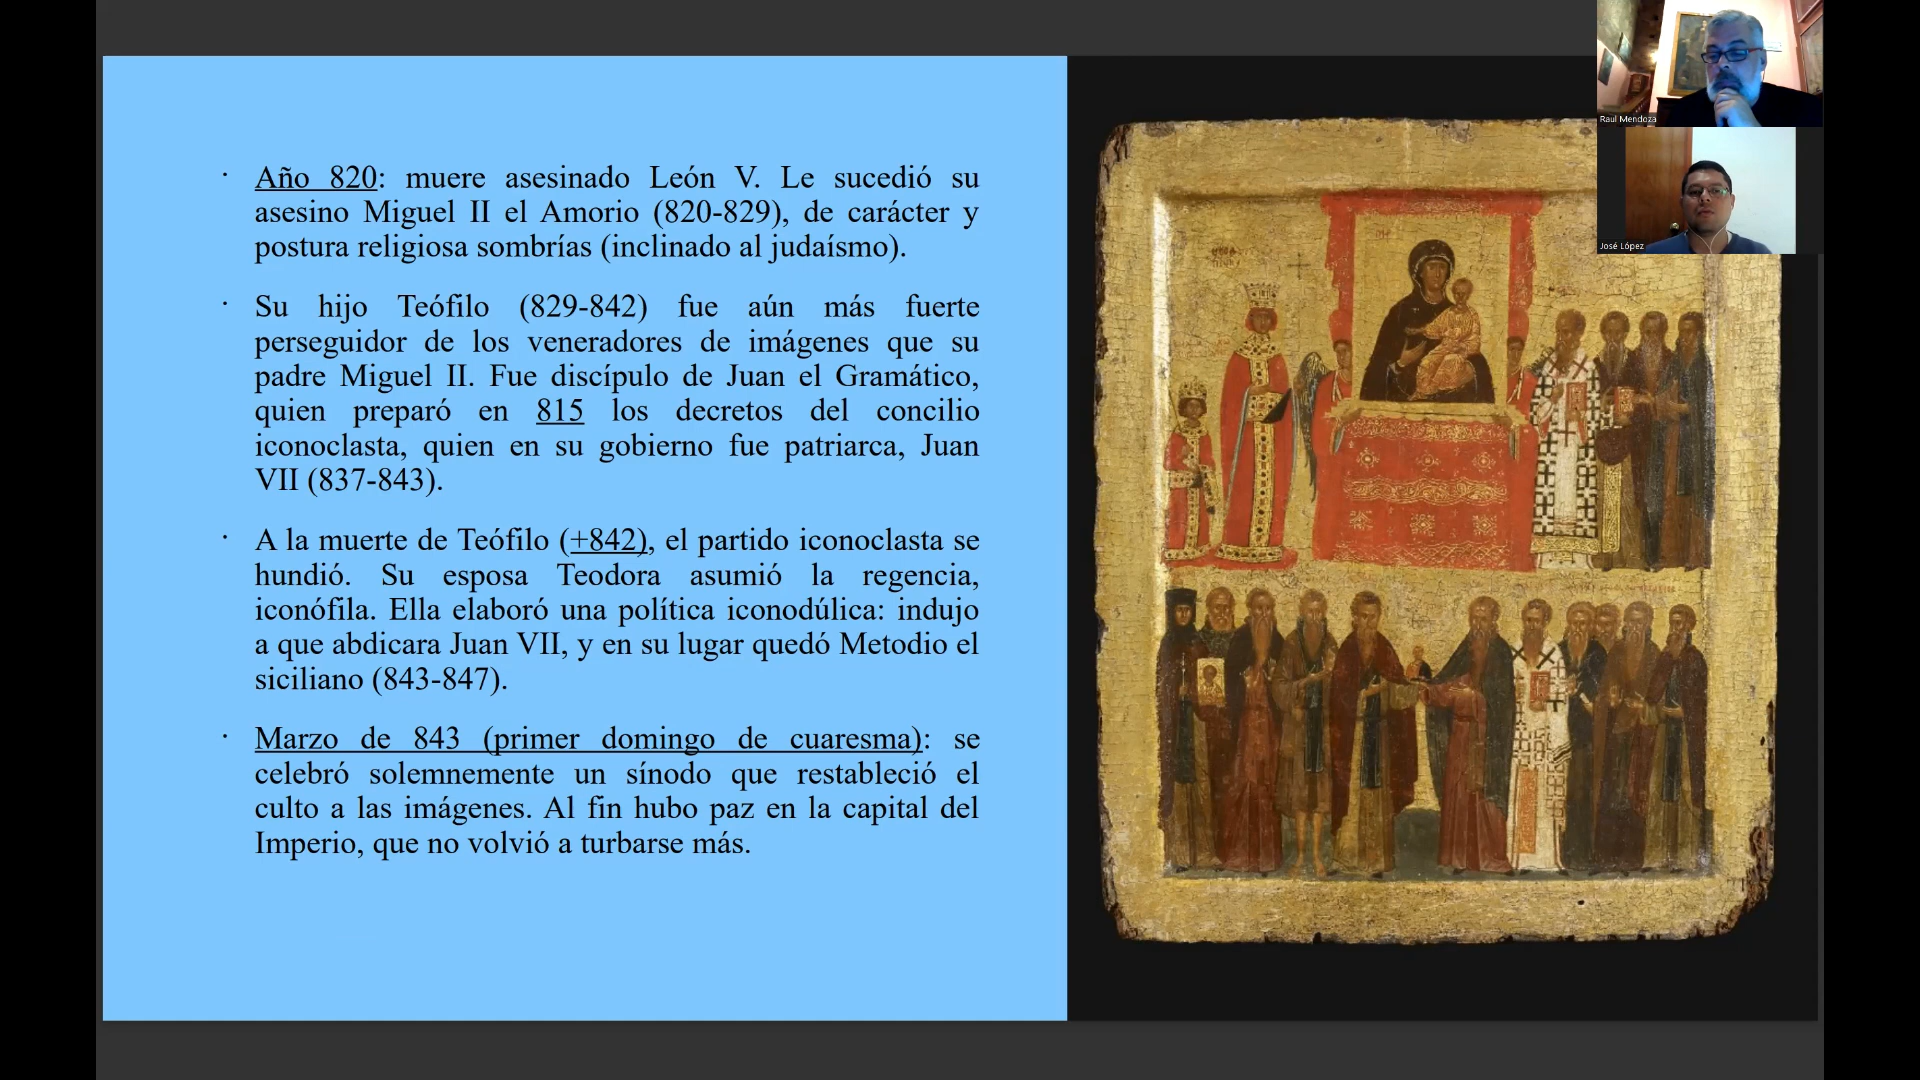 Año 820: muere asesinado León V. Le sucedió su
asesino Miguel II el Amorio (820-829), de carácter y
postura religiosa sombrías (inclinado al judaísmo).
Su hijo Teófilo (829-842) fue aún más fuerte
perseguidor de los veneradores de imágenes que su
padre Miguel II. Fue discípulo de Juan el Gramático,
quien preparó en 815 los decretos del concilio
iconoclasta, quien en su gobierno fue patriarca, Juan
VII (837-843).
A la muerte de Teófilo (+842), el partido iconoclasta se
hundió. Su esposa Teodora asumió la regencia,
iconófila. Ella elaboró una política iconodúlica: indujo
a que abdicara Juan VII, y en su lugar quedó Metodio el
siciliano (843-847).
Marzo de 843 (primer domingo de cuaresma): se
celebró solemnemente un sínodo que restableció el
culto a las imágenes. Al fin hubo paz en la capital del
Imperio, que no volvió a turbarse más.
Raul Mendoza
José López